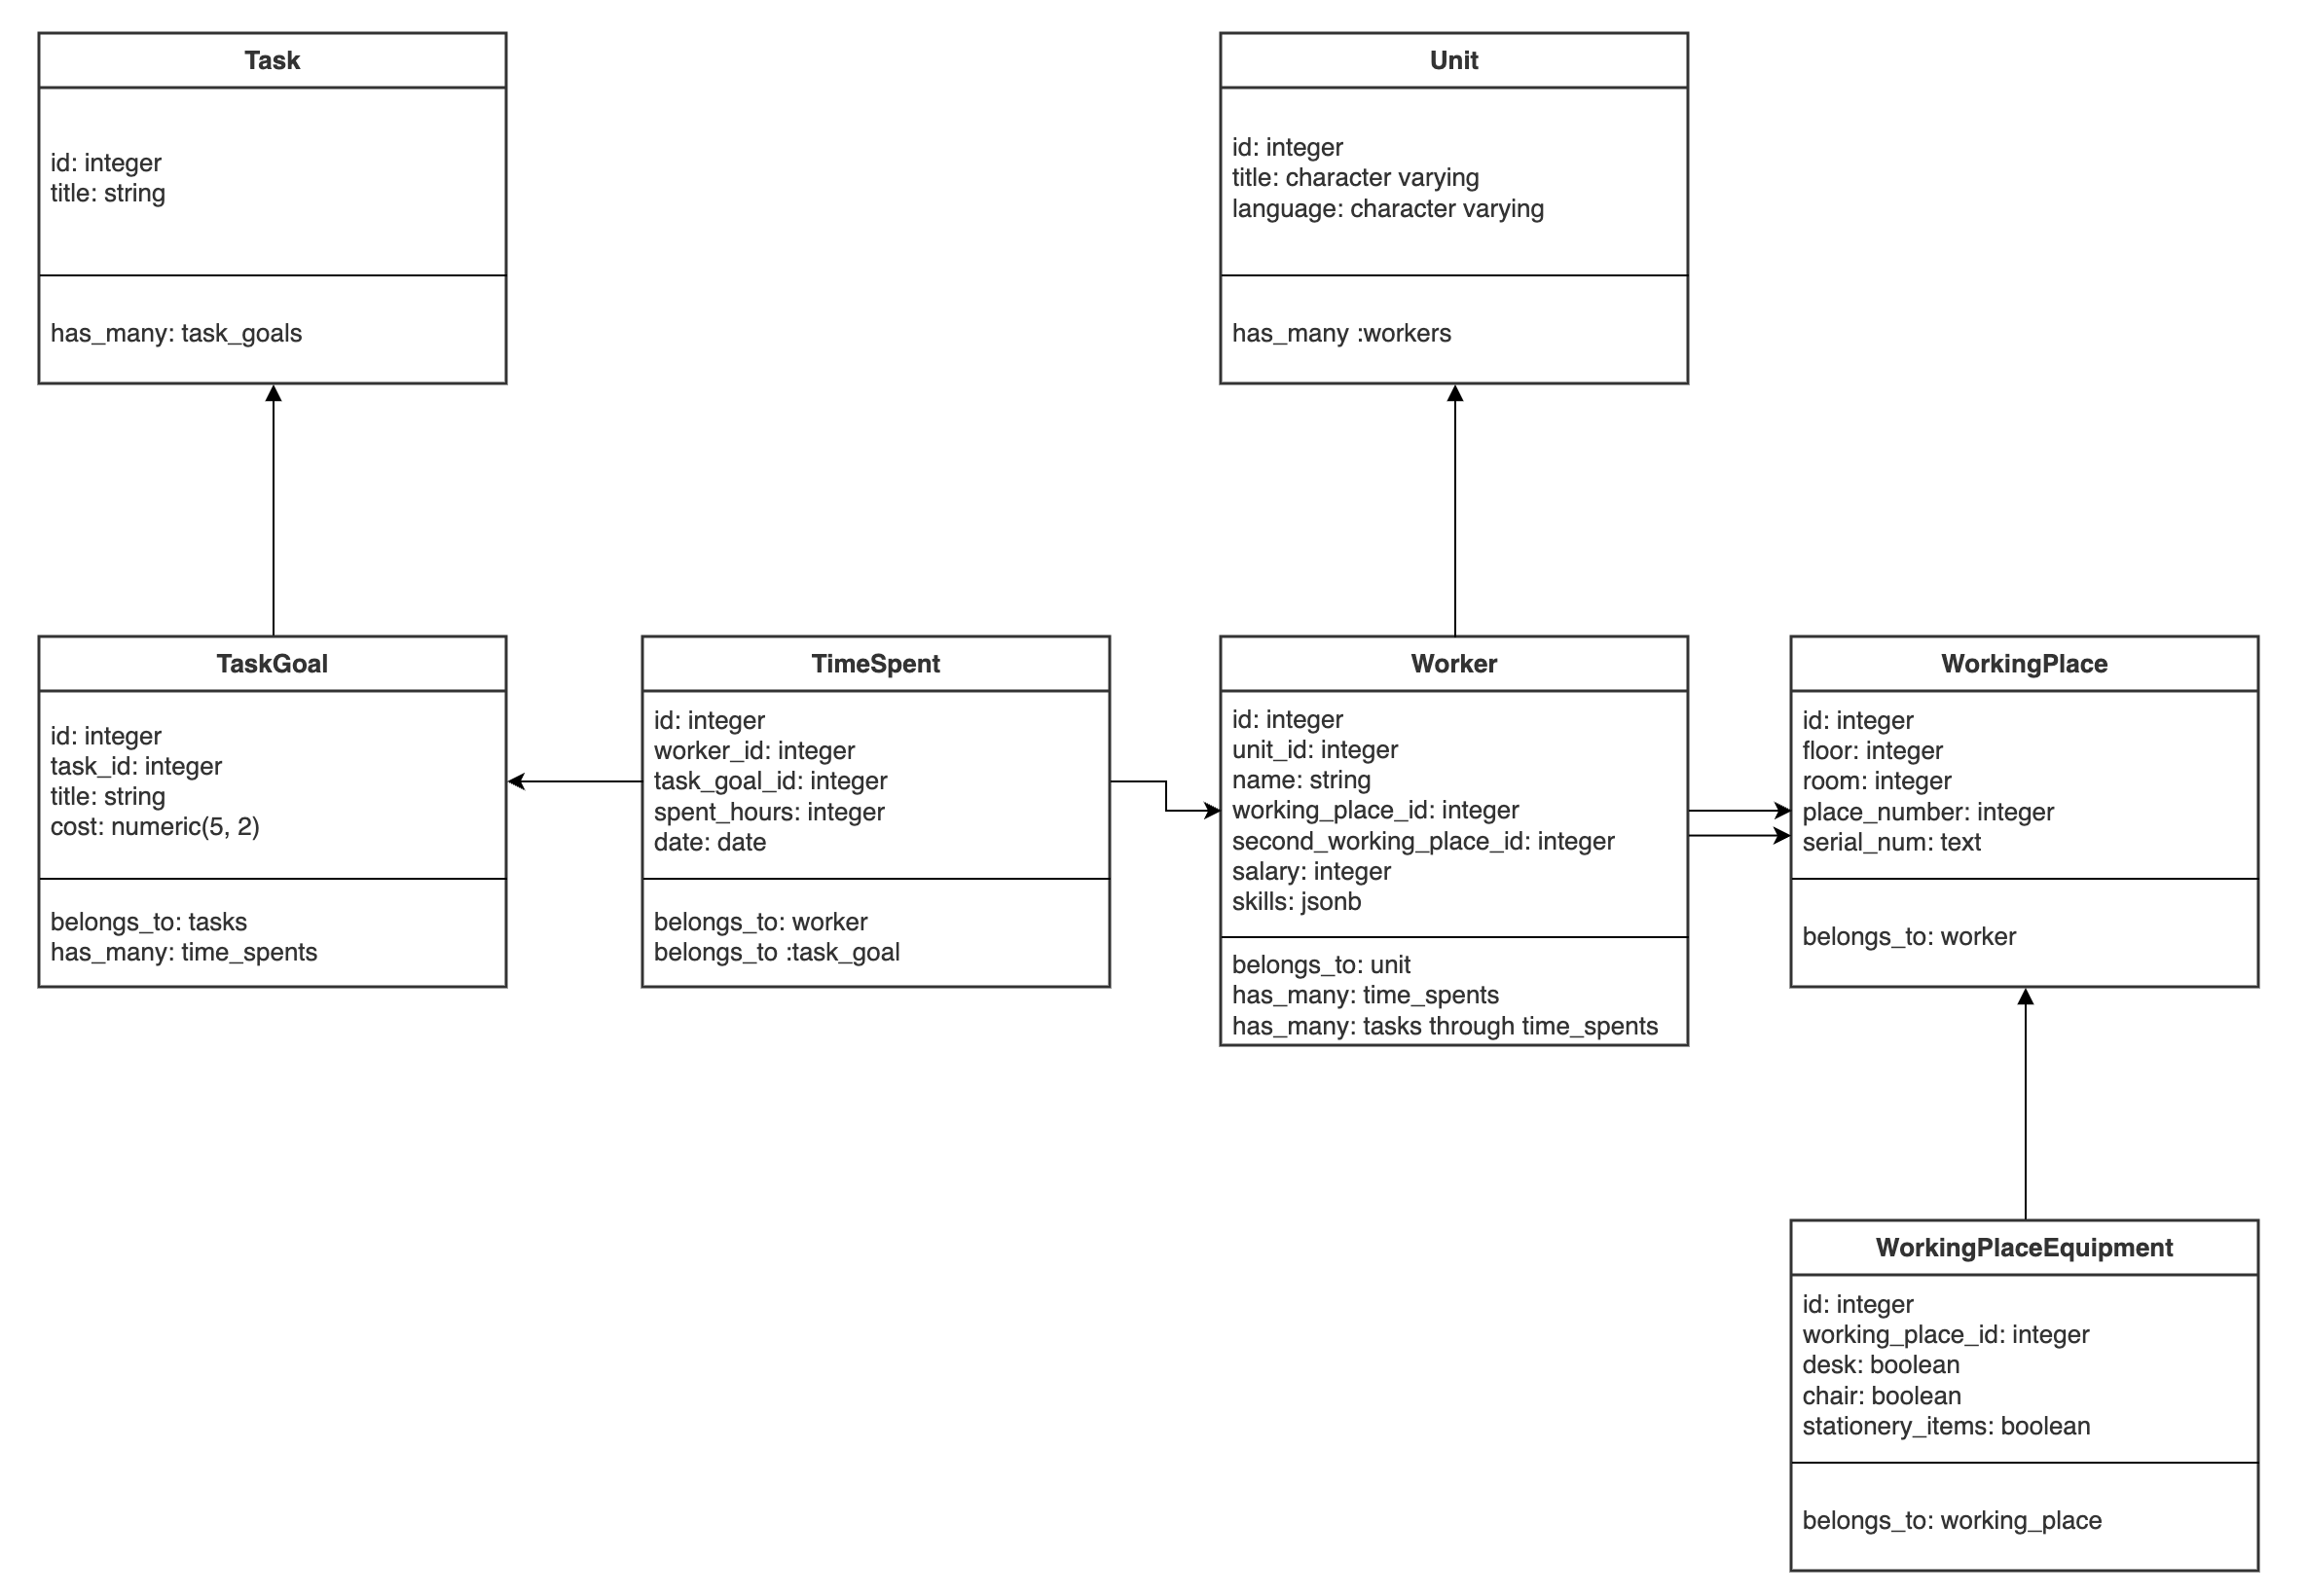 Task
id: integer
title: string
has_many: task_goals
Unit
id: integer
title: character varying
language: character varying
has_many :workers
TaskGoal
id: integer
task_id: integer
title: string
cost: numeric(5, 2)
belongs_to: tasks
has_many: time_spents
TimeSpent
id: integer
worker_id: integer
task_goal_id: integer
spent_hours: integer
date: date
belongs_to: worker
belongs_to :task_goal
Worker
id: integer
unit_id: integer
name: string
working_place_id: integer
second_working_place_id: integer
salary: integer
skills: jsonb
belongs_to: unit
has_many: time_spents
has_many: tasks through time_spents
WorkingPlace
id: integer
floor: integer
room: integer
place_number: integer
serial_num: text
belongs_to: worker
WorkingPlaceEquipment
id: integer
working_place_id: integer
desk: boolean
chair: boolean
stationery_items: boolean
belongs_to: working_place